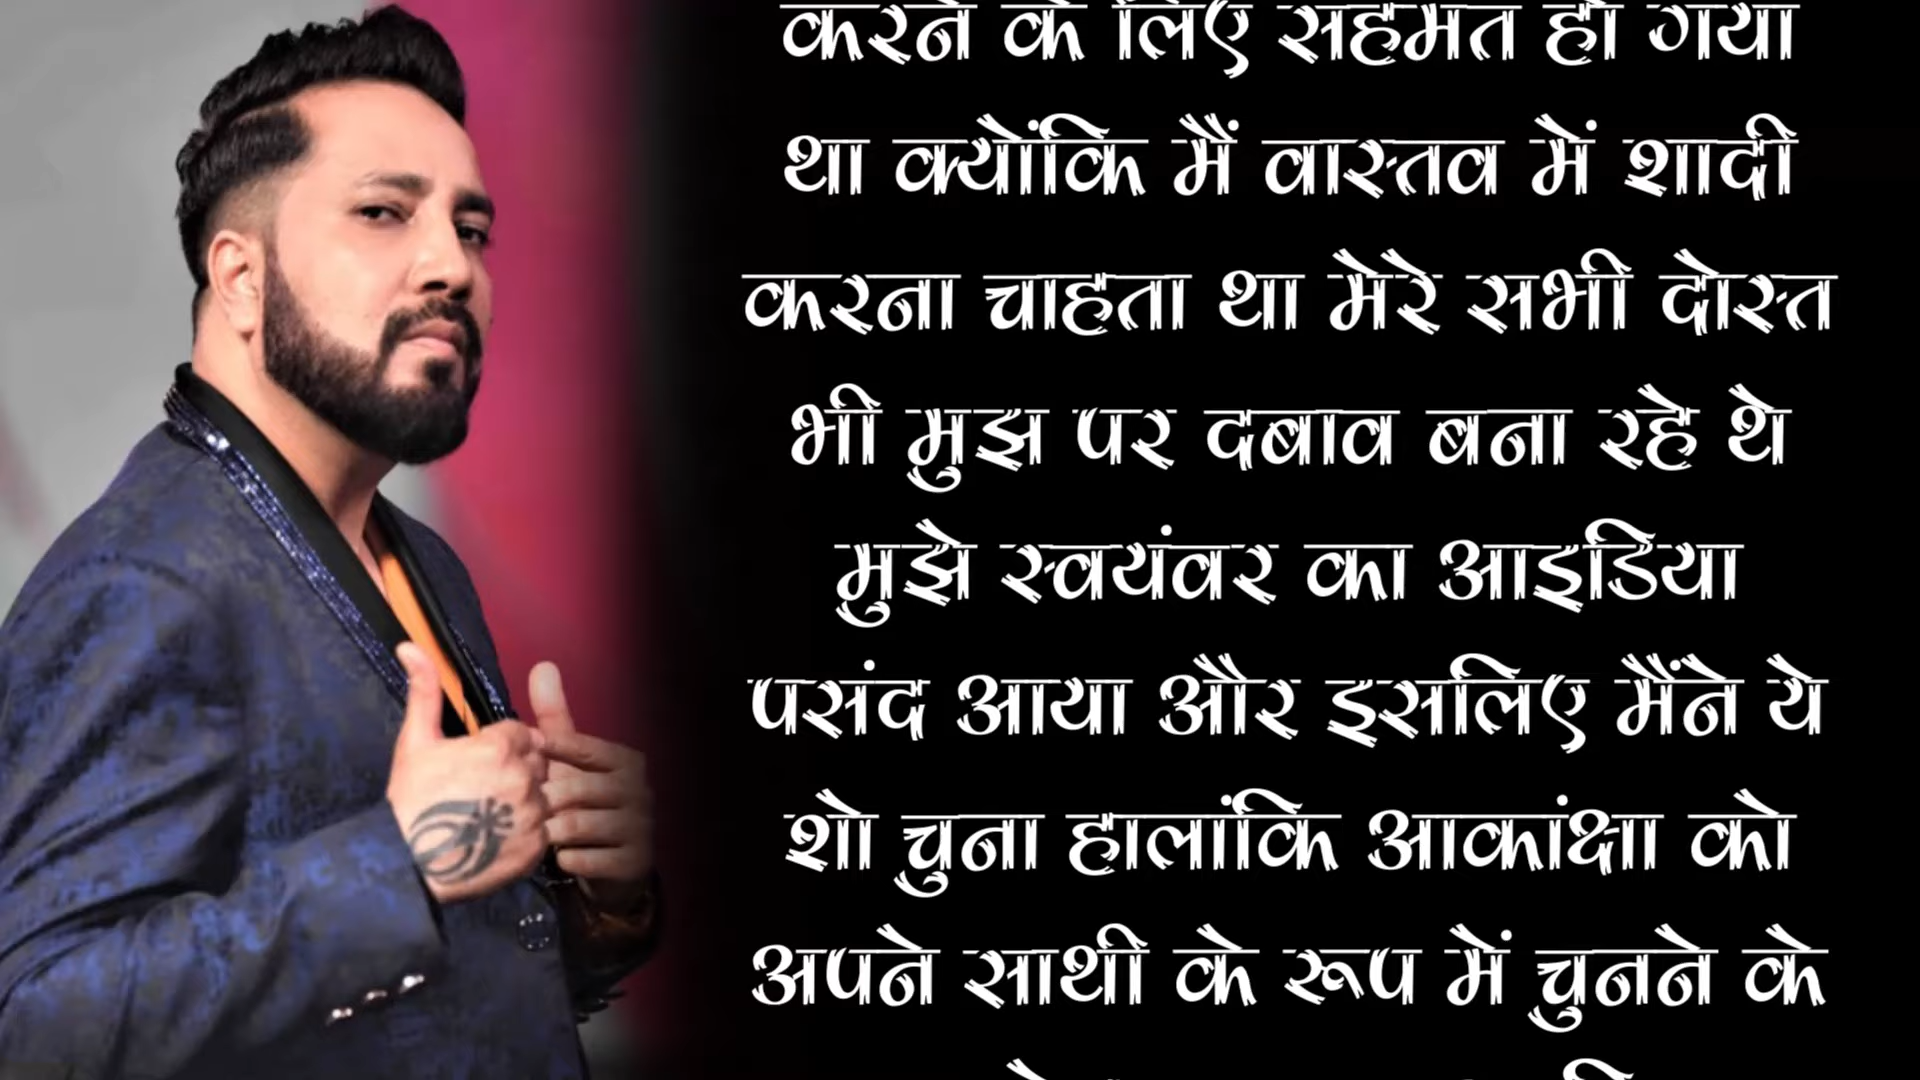 करने के लिए सहमत हो गया
था क्योंकि मैं वास्तव में शादी
करना चाहता था मेरे सभी दोस्त
भी मुझ पर दबाव बना रहे थे
मुझे स्वयंवर का आइडिया
पसंद आया और इसलिए मैंने ये
शो चुना हालांकि आकांक्षा को
अपने साथी के रूप में चुनने के